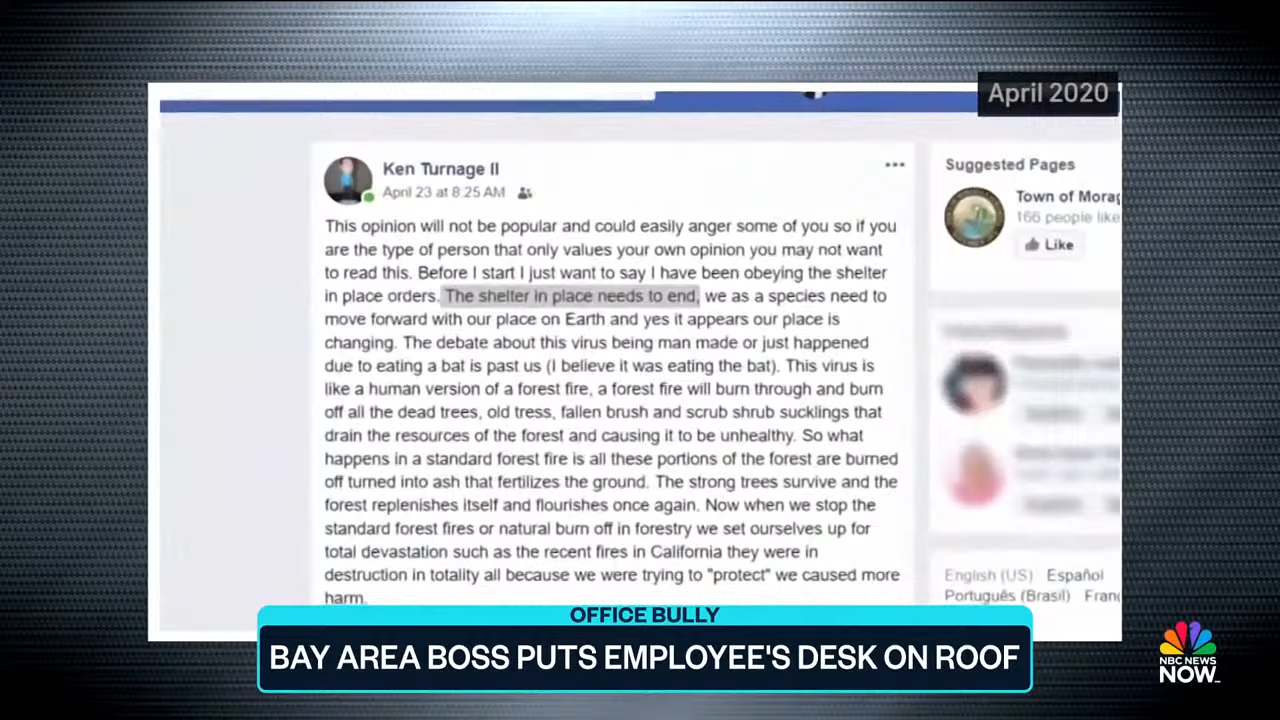 April 2020
Ken Turnage II
April 23 at 8:25 AM
This opinion will not be popular and could easily anger some of you so if you
are the type of person that only values your own opinion you may not want
to read this. Before I start I just want to say I have been obeying the shelter
in place orders. The shelter in place needs to end, we as a species need to
move forward with our place on Earth and yes it appears our place is
changing. The debate about this virus being man made or just happened
due to eating a bat is past us (I believe it was eating the bat). This virus is
like a human version of a forest fire, a forest fire will burn through and burn
off all the dead trees, old tress, fallen brush and scrub shrub sucklings that
drain the resources of the forest and causing it to be unhealthy. So what
happens in a standard forest fire is all these portions of the forest are burned
off turned into ash that fertilizes the ground. The strong trees survive and the
forest replenishes itself and flourishes once again. Now when we stop the
standard forest fires or natural burn off in forestry we set ourselves up for
total devastation such as the recent fires in California they were in
destruction in totality all because we were trying to "protect" we caused more
harm.
Suggested Pages
Town of Morag
166 people like
Like
English (US) Español
Português (Brasil) Franç
OFFICE BULLY
BAY AREA BOSS PUTS EMPLOYEE'S DESK ON ROOF
NBC NEWS
NOW